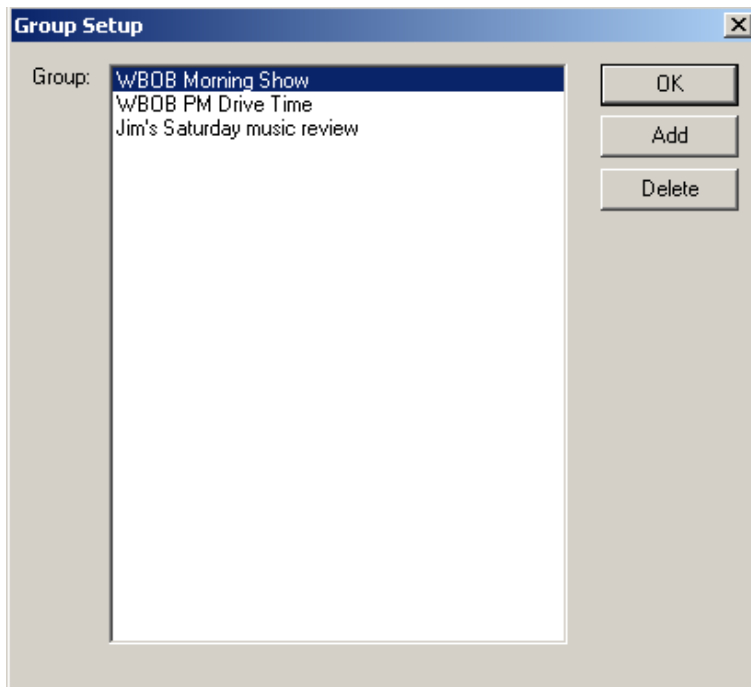 Group Setup
Group:
WBOB Morning Show
WBOB PM Drive Time
Jim's Saturday music review
OK
Add
Delete